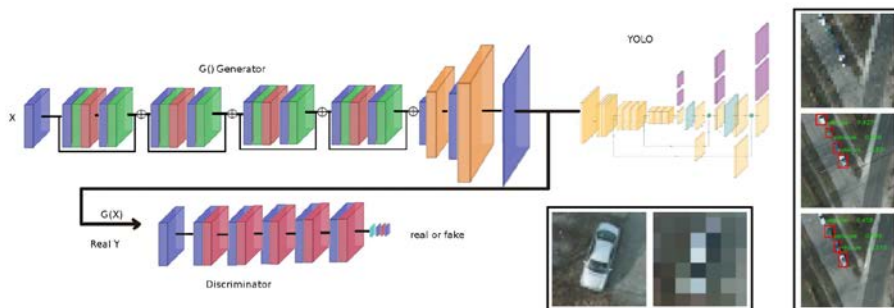 YOLO
G() Generator
X
G(X)
Real Y
real or fake
Discriminator